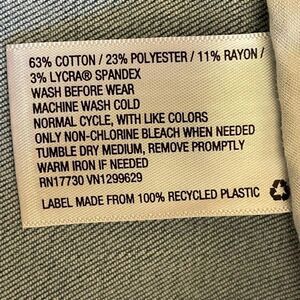 63% COTTON / 23% POLYESTER / 11% RAYON /
3% LYCRA® SPANDEX
WASH BEFORE WEAR
MACHINE WASH COLD
NORMAL CYCLE, WITH LIKE COLORS
ONLY NON-CHLORINE BLEACH WHEN NEEDED
TUMBLE DRY MEDIUM, REMOVE PROMPTLY
WARM IRON IF NEEDED
RN17730 VN1299629
LABEL MADE FROM 100% RECYCLED PLASTIC